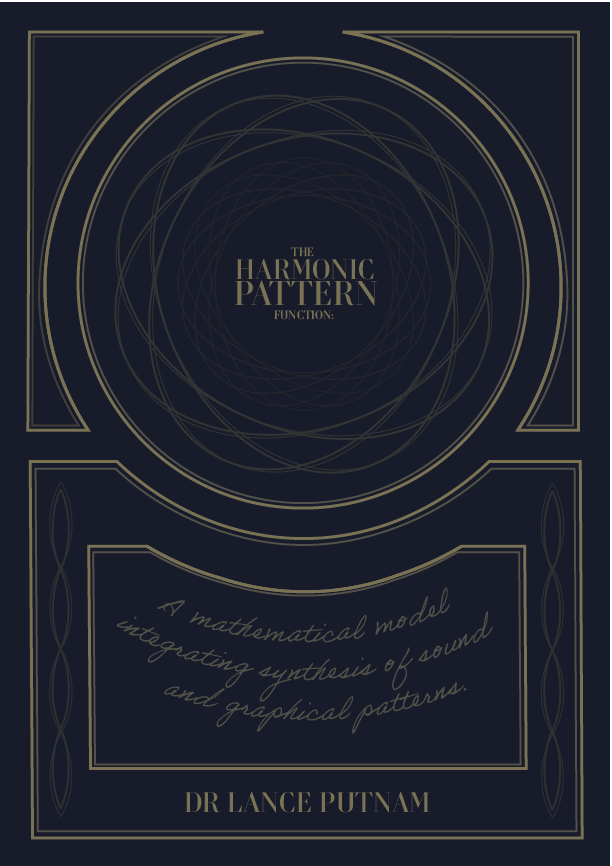 THE
HARMONIC
PATTERN
FUNCTION:
A mathematical model
integrating synthesis of sound
and graphical patterns.
DR LANCE PUTNAM